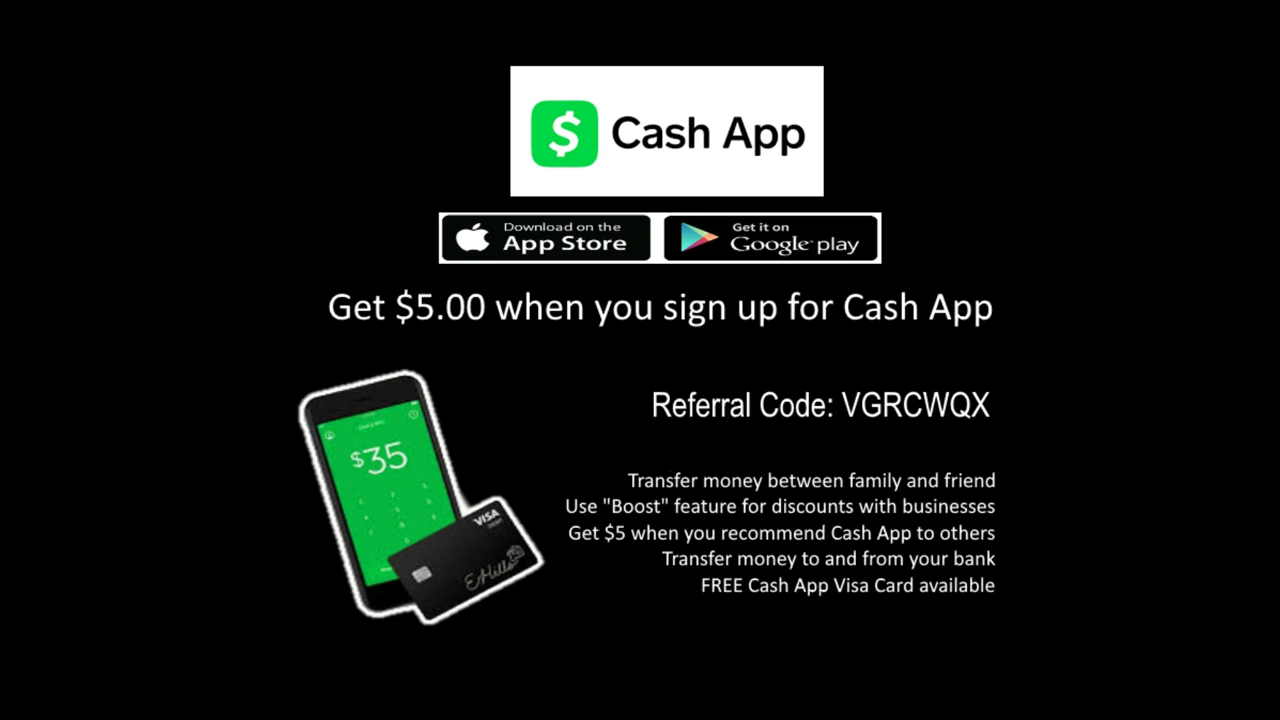 $ Cash App
Download on the
App Store
Get it on
Google play
Get $5.00 when you sign up for Cash App
Referral Code: VGRCWQX
$35
VISA
Transfer money between family and friend
Use "Boost" feature for discounts with businesses
Get $5 when you recommend Cash App to others
Transfer money to and from your bank
FREE Cash App Visa Card available